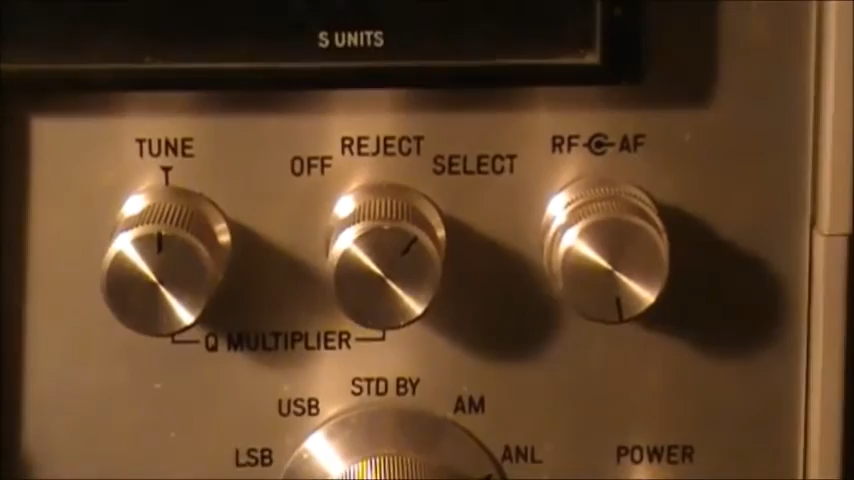 S UNITS
TUNE
OFF
REJECT
SELECT
RF AF
Q MULTIPLIER
STD BY
USB
AM
LSB
ANL
POWER